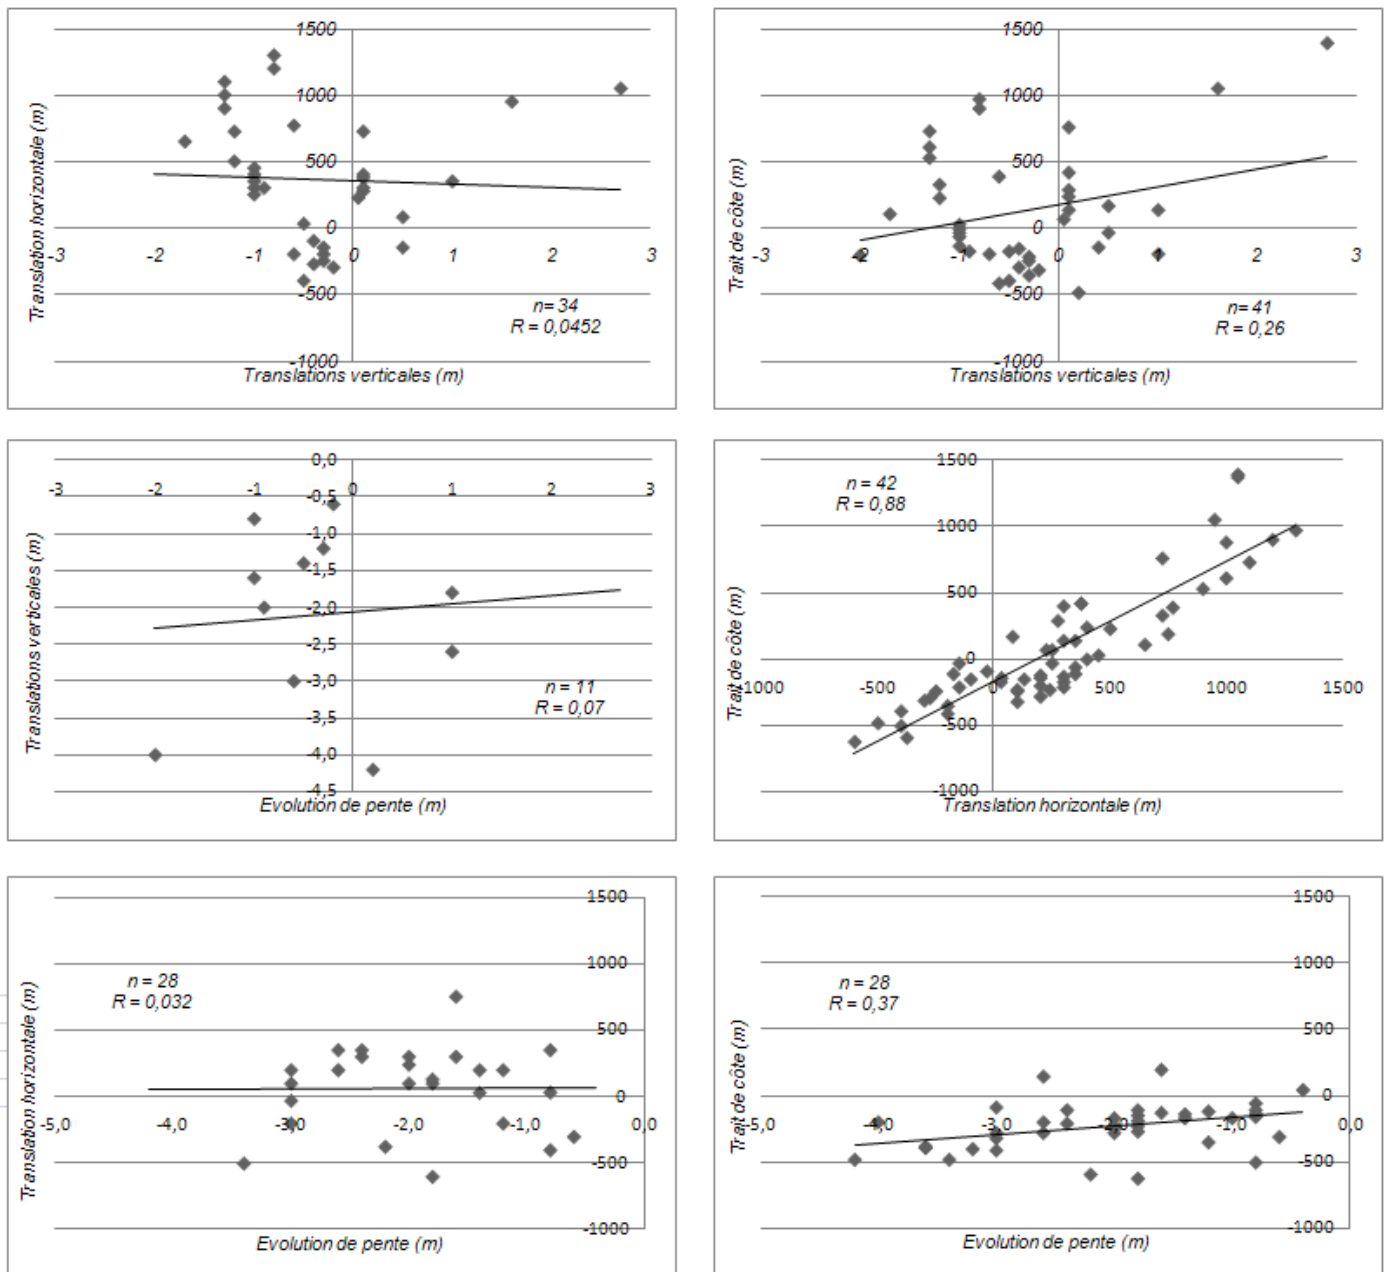 1500
1000
500
0
-3 -2 -1 0 1 2 3
-500
n= 34
R = 0,0452
-1000
Translation horizontale (m)
Translations verticales (m)
1500
1000
500
0
-3 -2 -1 0 1 2 3
-500
n= 41
R = 0,26
-1000
Trait de côte (m)
Translations verticales (m)
0,0
-3 -2 -1 0 1 2 3
-0,5
-1,0
-1,5
-2,0
-2,5
-3,0
n = 11
R = 0,07
-3,5
-4,0
-4,5
Translations verticales (m)
Evolution de pente (m)
1500
n = 42
R = 0,88
1000
500
0
-1000 -500 0 500 1000 1500
-500
-1000
Trait de côte (m)
Translation horizontale (m)
1500
1000
n = 28
R = 0,032
500
0
-5,0 -4,0 -3,0 -2,0 -1,0 0,0
-500
-1000
Translation horizontale (m)
Evolution de pente (m)
1500
1000
n = 28
R = 0,37
500
0
-5,0 -4,0 -3,0 -2,0 -1,0 0,0
-500
-1000
Trait de côte (m)
Evolution de pente (m)